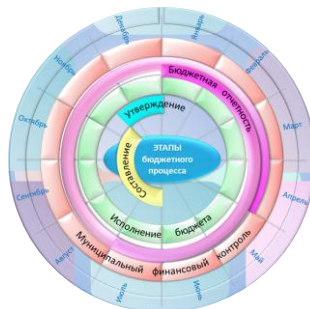 Январь
Февраль
Март
Апрель
Май
Июнь
Июль
Август
Сентябрь
Октябрь
Ноябрь
Декабрь
Бюджетная отчетность
Утверждение
ЭТАПЫ
бюджетного
процесса
Составление
Исполнение бюджета
Муниципальный финансовый контроль